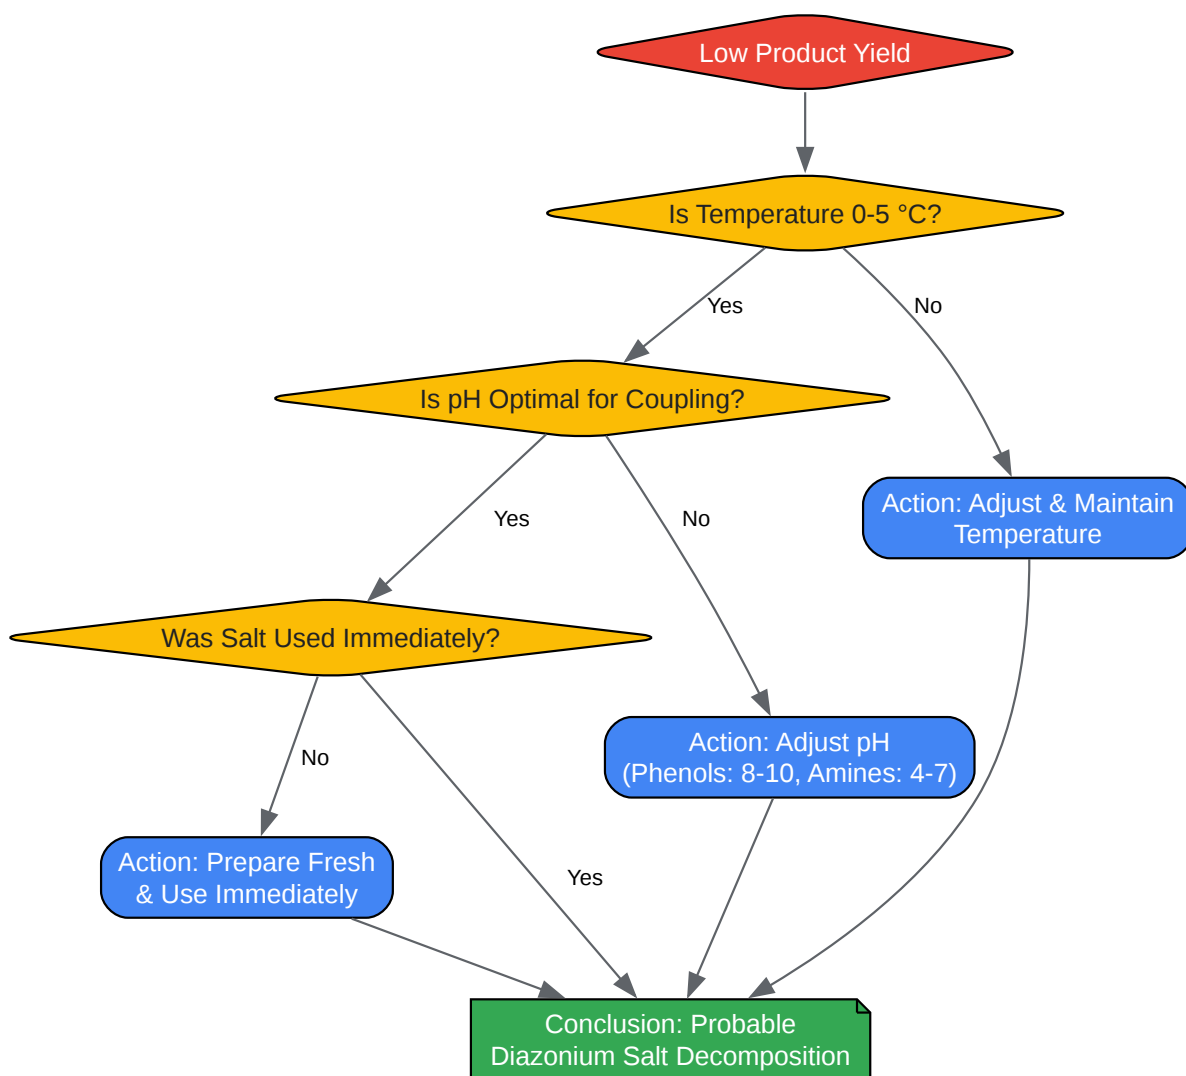 Low Product Yield
Is Temperature 0-5 °C?
Yes
No
Is pH Optimal for Coupling?
Action: Adjust & Maintain
Temperature
Yes
No
Was Salt Used Immediately?
Action: Adjust pH
(Phenols: 8-10, Amines: 4-7)
No
Action: Prepare Fresh
& Use Immediately
Yes
Conclusion: Probable
Diazonium Salt Decomposition